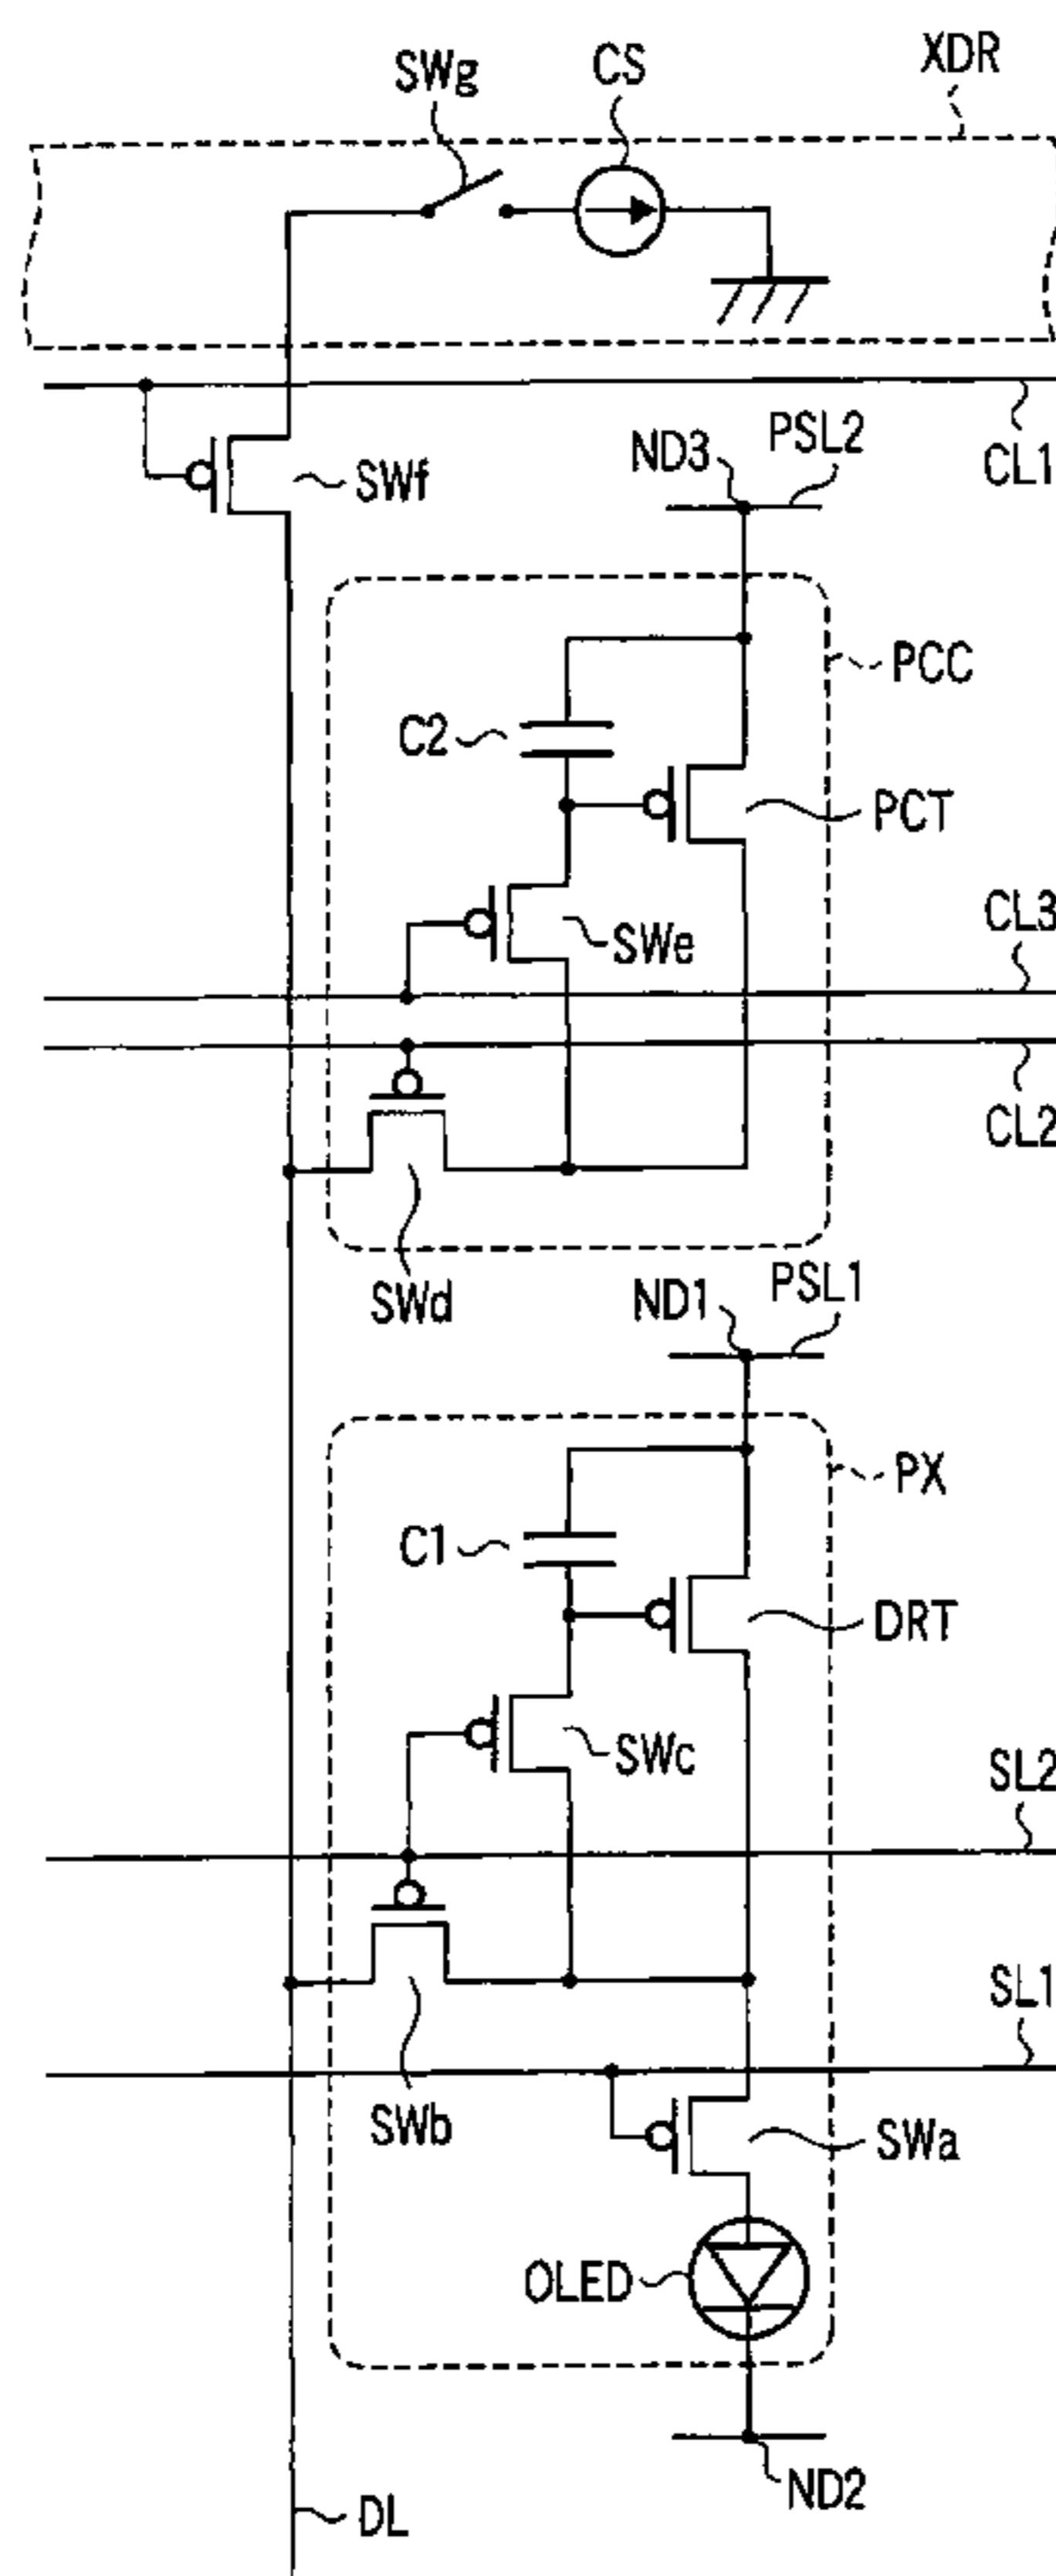 XDR
CS
SWg
PSL2
ND3
CL1
SWf
PCC
C2
PCT
CL3
SWe
CL2
PSL1
ND1
SWd
PX
C1
DRT
SL2
SWc
SL1
SWb
SWa
OLED
ND2
DL